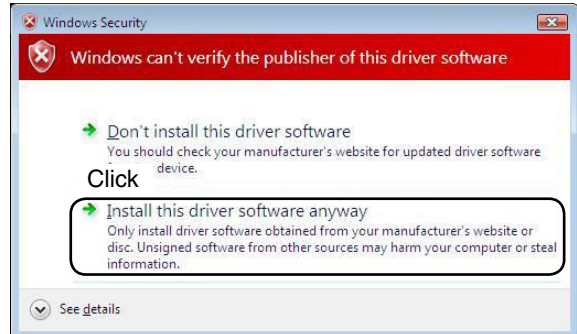 Windows Security
Windows can't verify the publisher of this driver software
Don't install this driver software
You should check your manufacturer's website for updated driver software
device.
Click
Install this driver software anyway
Only install driver software obtained from your manufacturer's website or
disc. Unsigned software from other sources may harm your computer or steal
information.
See details